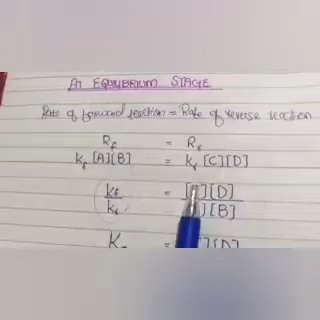 AT EQUILIBRIUM STAGE
Rate of forward reaction = Rate of reverse reaction
Rf = Rr
kf [A][B] = kr [C][D]
kf = [ ][D]
kr ][B]
K ][D]